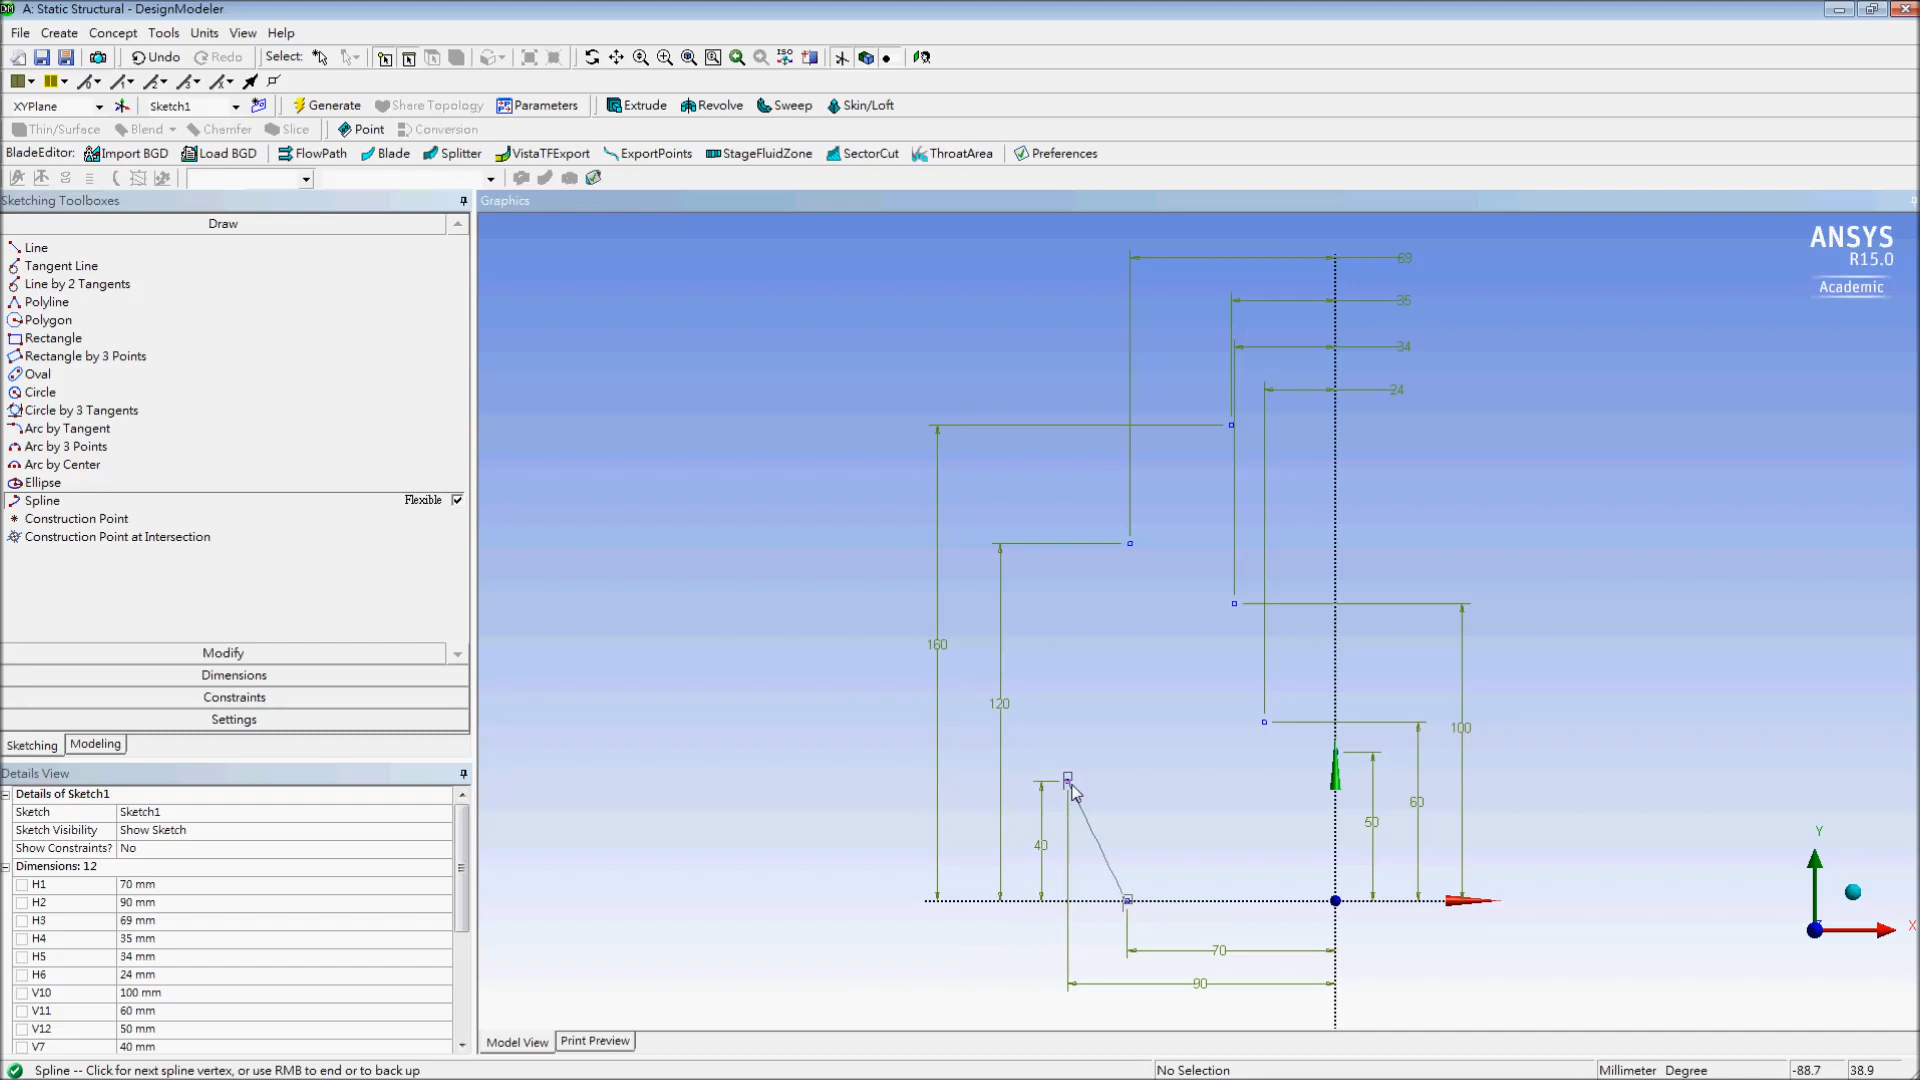 A: Static Structural - DesignModeler
File Create Concept Tools Units View Help
Undo Redo Select: ISO
XYPlane Sketch1 Generate Share Topology Parameters Extrude Revolve Sweep Skin/Loft
Thin/Surface Blend Chamfer Slice Point Conversion
BladeEditor: Import BGD Load BGD FlowPath Blade Splitter VistaTFExport ExportPoints StageFluidZone SectorCut ThroatArea Preferences
Sketching Toolboxes
Draw
Line
Tangent Line
Line by 2 Tangents
Polyline
Polygon
Rectangle
Rectangle by 3 Points
Oval
Circle
Circle by 3 Tangents
Arc by Tangent
Arc by 3 Points
Arc by Center
Ellipse
Spline Flexible
Construction Point
Construction Point at Intersection
Modify
Dimensions
Constraints
Settings
Sketching Modeling
Details View
Details of Sketch1
Sketch Sketch1
Sketch Visibility Show Sketch
Show Constraints? No
Dimensions: 12
H1 70 mm
H2 90 mm
H3 69 mm
H4 35 mm
H5 34 mm
H6 24 mm
V10 100 mm
V11 60 mm
V12 50 mm
V7 40 mm
Graphics
ANSYS
R15.0
Academic
69
35
34
24
160
120
100
60
50
40
70
90
Y
X
Model View Print Preview
Spline -- Click for next spline vertex, or use RMB to end or to back up
No Selection
Millimeter Degree -88.7 38.9